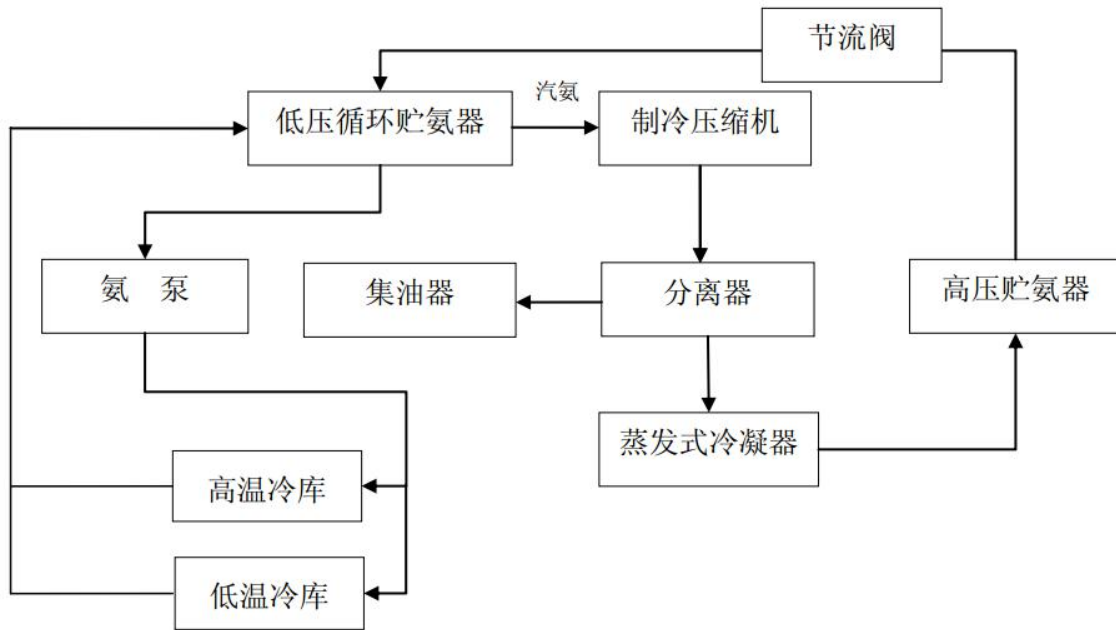 节流阀
汽氨
低压循环贮氨器
制冷压缩机
氨 泵
集油器
分离器
高压贮氨器
蒸发式冷凝器
高温冷库
低温冷库